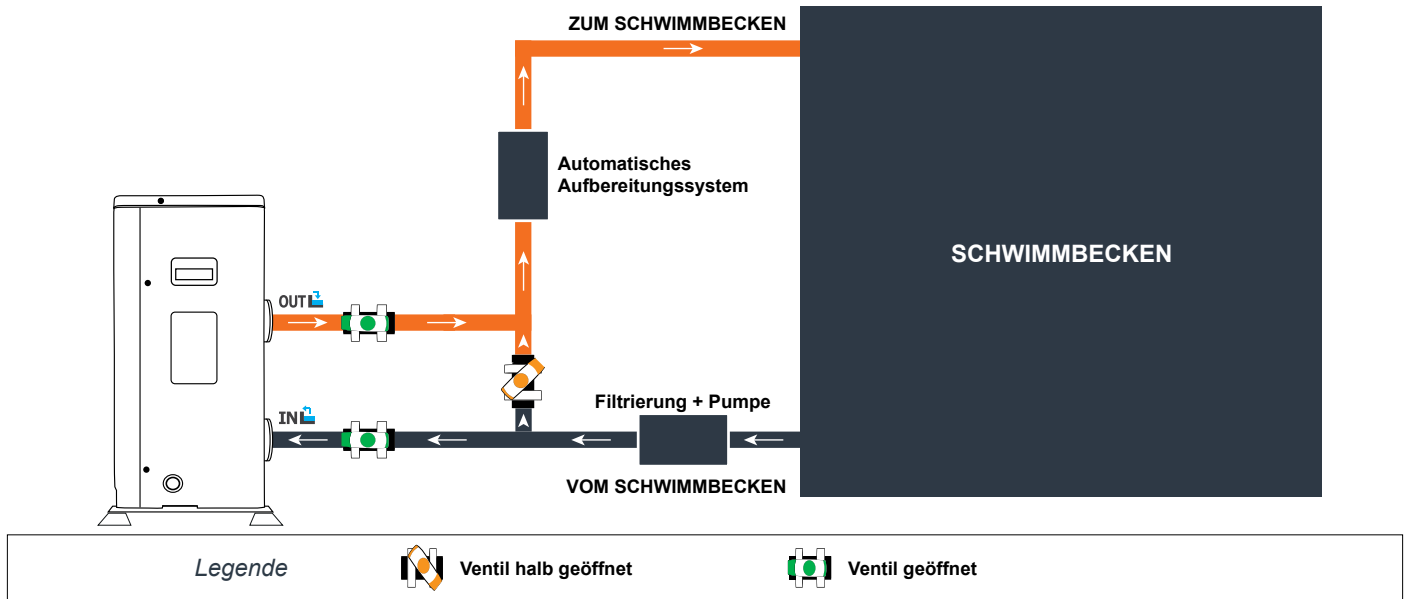 ZUM SCHWIMMBECKEN
Automatisches
Aufbereitungssystem
SCHWIMMBECKEN
OUT
IN
Filtrierung + Pumpe
VOM SCHWIMMBECKEN
Legende
Ventil halb geöffnet
Ventil geöffnet